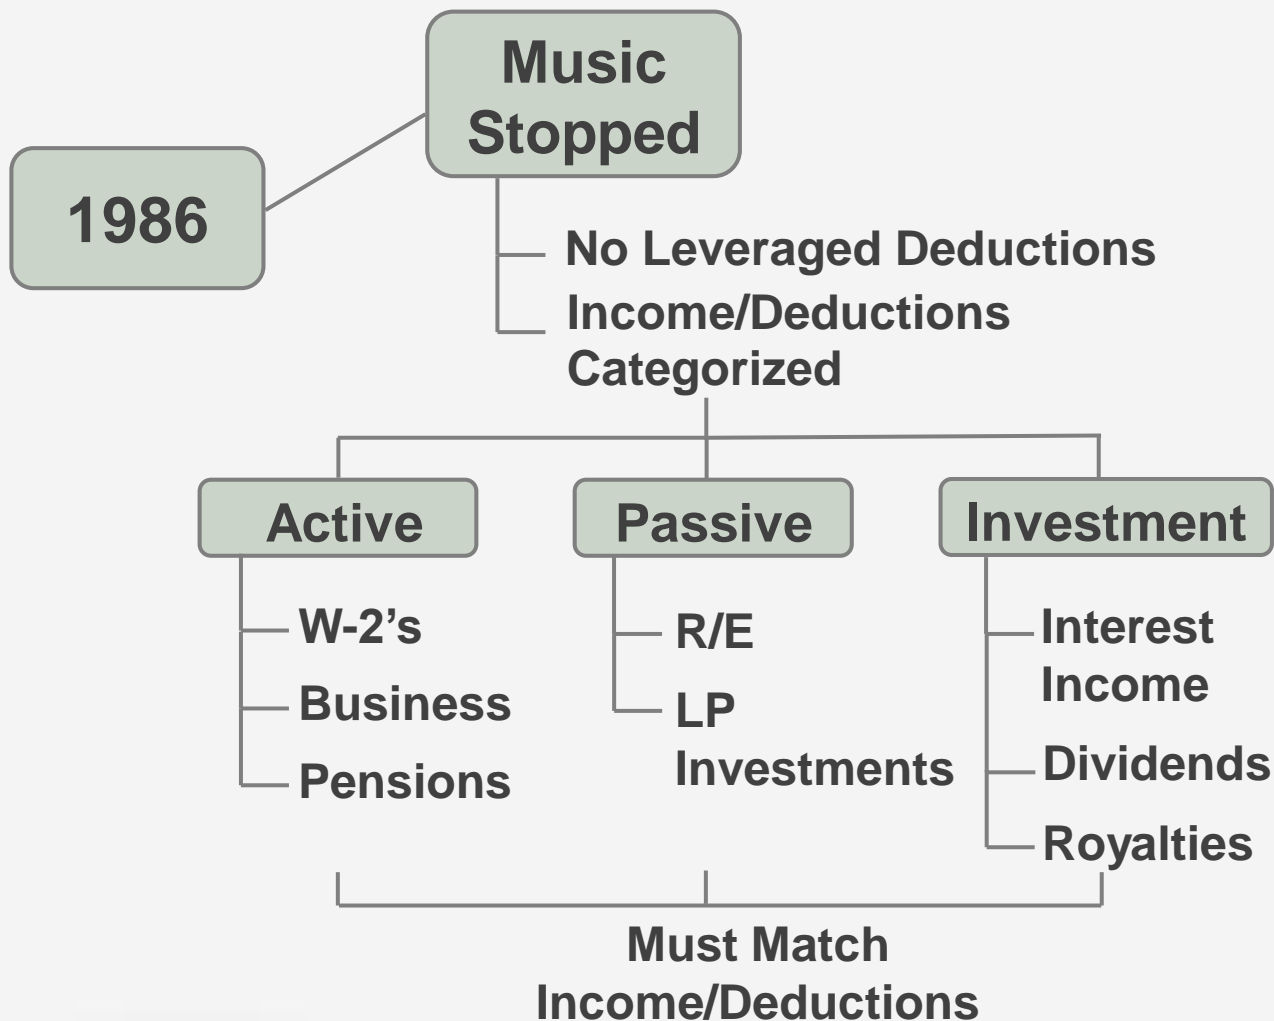 Music
Stopped
1986
No Leveraged Deductions
Income/Deductions
Categorized
Active
Passive
Investment
W-2’s
Business
Pensions
R/E
LP
Investments
Interest
Income
Dividends
Royalties
Must Match
Income/Deductions